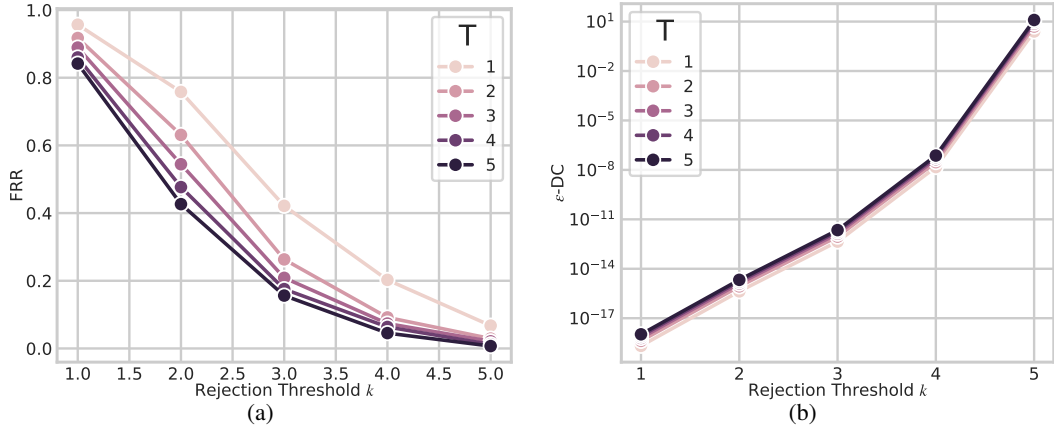 1.0
0.8
0.6
0.4
0.2
0.0
FRR
T
1
2
3
4
5
1.0 1.5 2.0 2.5 3.0 3.5 4.0 4.5 5.0
Rejection Threshold k
(a)
10^1
10^-2
10^-5
10^-8
10^-11
10^-14
10^-17
ε-DC
T
1
2
3
4
5
1 2 3 4 5
Rejection Threshold k
(b)